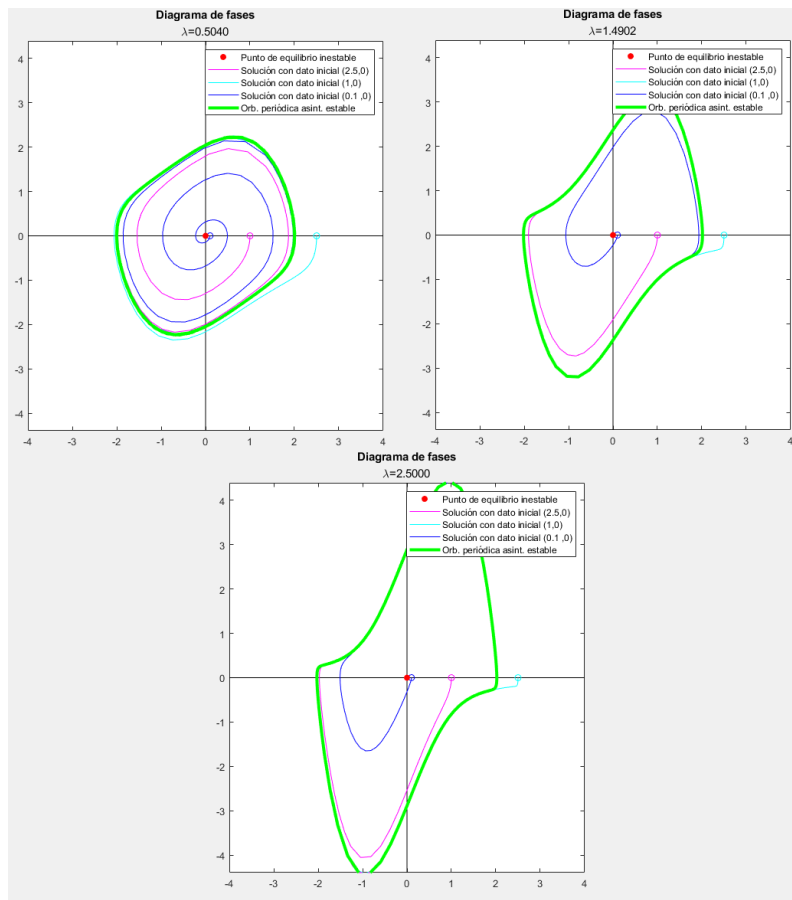 Diagrama de fases
λ=0.5040
Punto de equilibrio inestable
Solución con dato inicial (2.5,0)
Solución con dato inicial (1,0)
Solución con dato inicial (0.1 ,0)
Orb. periódica asint. estable
4
3
2
1
0
-1
-2
-3
-4
-4 -3 -2 -1 0 1 2 3 4
Diagrama de fases
λ=1.4902
Punto de equilibrio inestable
Solución con dato inicial (2.5,0)
Solución con dato inicial (1,0)
Solución con dato inicial (0.1 ,0)
Orb. periódica asint. estable
4
3
2
1
0
-1
-2
-3
-4
-4 -3 -2 -1 0 1 2 3 4
Diagrama de fases
λ=2.5000
Punto de equilibrio inestable
Solución con dato inicial (2.5,0)
Solución con dato inicial (1,0)
Solución con dato inicial (0.1 ,0)
Orb. periódica asint. estable
4
3
2
1
0
-1
-2
-3
-4
-4 -3 -2 -1 0 1 2 3 4